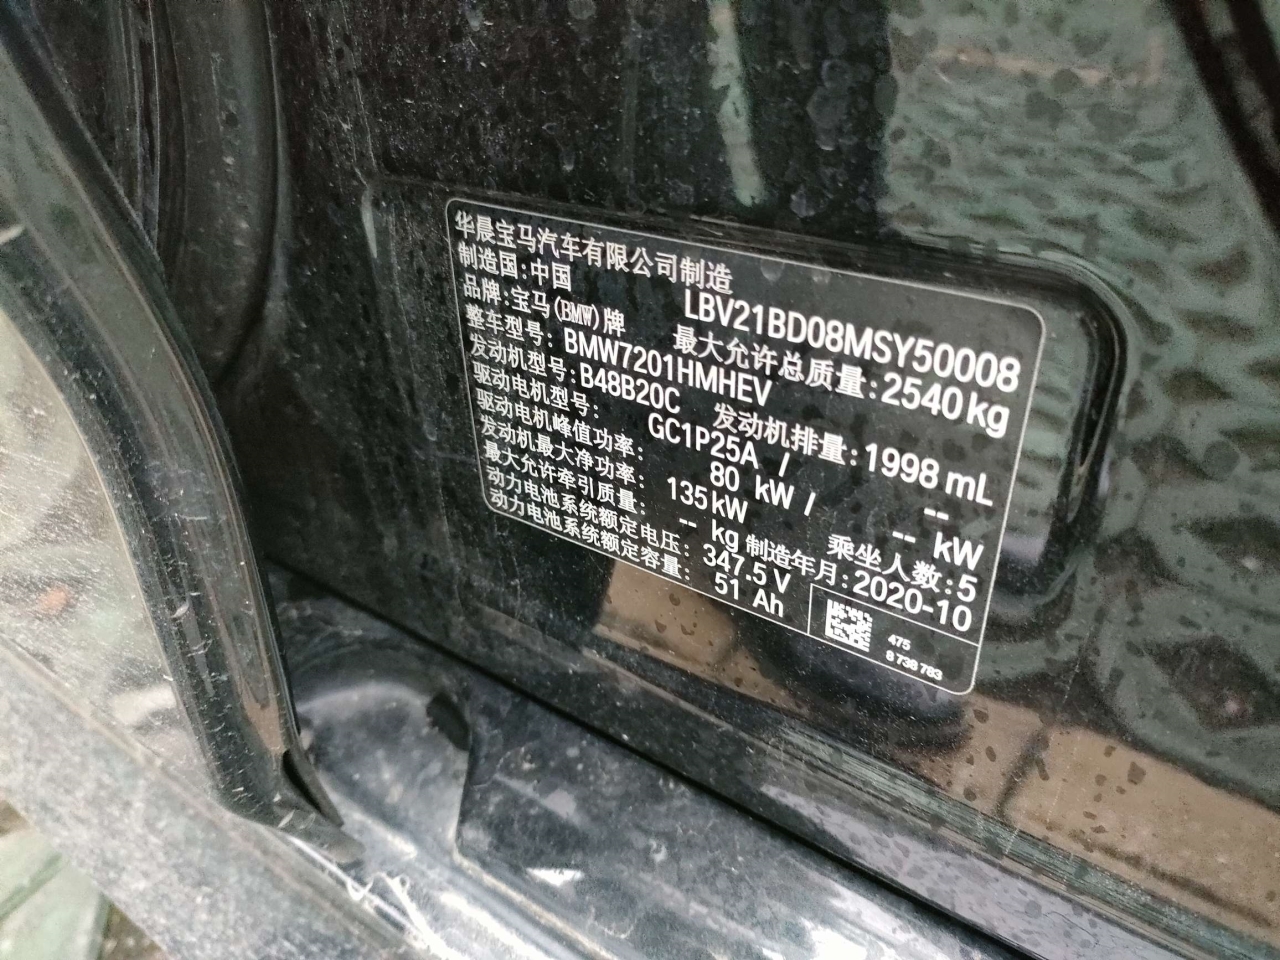 华晨宝马汽车有限公司制造
制造国:中国 LBV21BD08MSY50008
品牌:宝马(BMW)牌 最大允许总质量:2540kg
整车型号: BMW7201HMHEV
发动机型号:B48B20C 发动机排量:1998 mL
驱动电机型号: GC1P25A / --
驱动电机峰值功率: 80 kW / -- kW
发动机最大净功率: 135kW 乘坐人数:5
最大允许牵引质量: -- kg 制造年月:2020-10
动力电池系统额定电压: 347.5 V
动力电池系统额定容量: 51 Ah
475
8 738 783